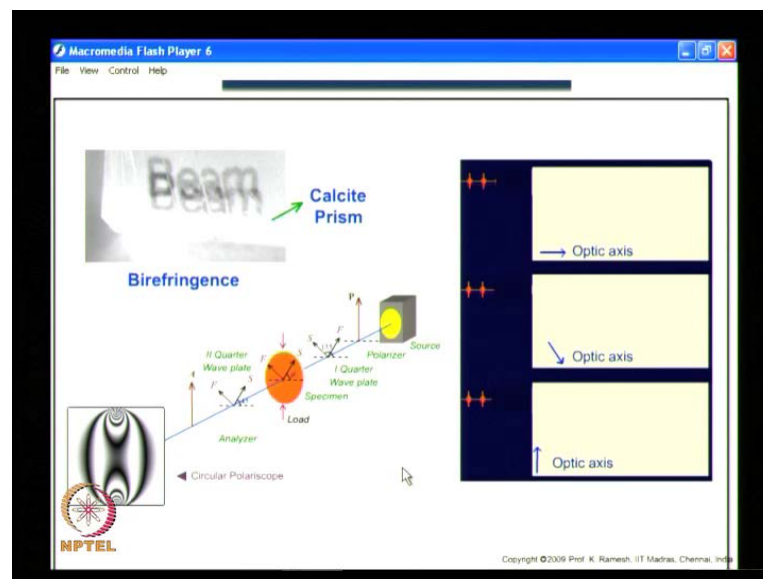 Macromedia Flash Player 6
File View Control Help
Beam
Beam
Calcite
Prism
Birefringence
Optic axis
Optic axis
Optic axis
P
Source
Polarizer
S
F
I Quarter
Wave plate
II Quarter
Wave plate
F
S
Specimen
Load
A
F
S
Analyzer
Circular Polariscope
NPTEL
Copyright ©2009 Prof. K. Ramesh, IIT Madras, Chennai, India